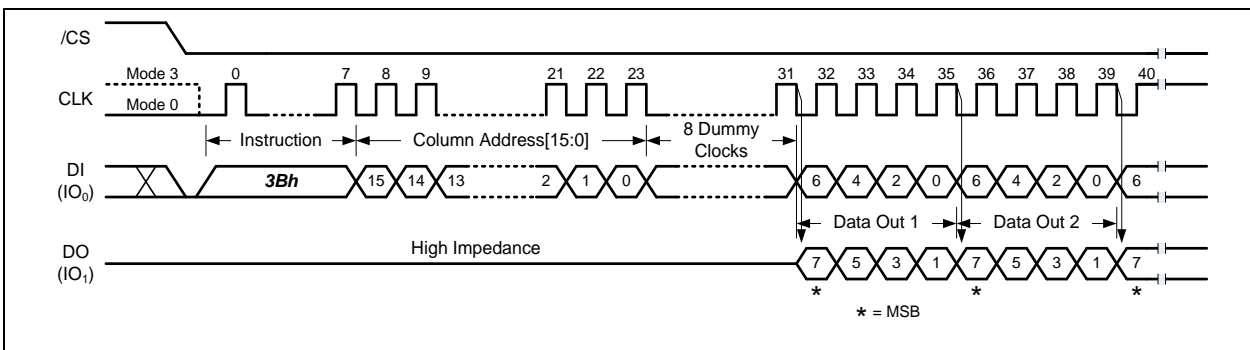 /CS
Mode 3 0 7 8 9 21 22 23 31 32 33 34 35 36 37 38 39 40
CLK
Mode 0
Instruction Column Address[15:0] 8 Dummy
Clocks
DI
(IO0)
3Bh 15 14 13 2 1 0 6 4 2 0 6 4 2 0 6
Data Out 1 Data Out 2
High Impedance
DO
(IO1)
7 5 3 1 7 5 3 1 7
* * *
* = MSB